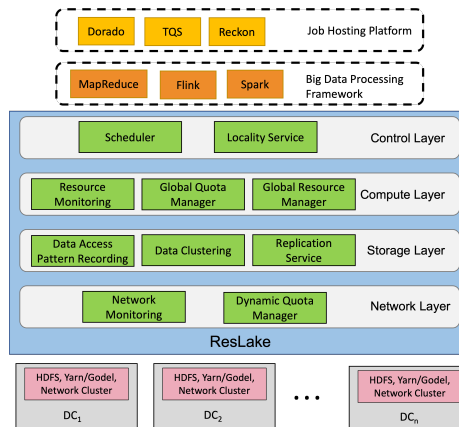 Dorado TQS Reckon Job Hosting Platform
MapReduce Flink Spark Big Data Processing
Framework
Scheduler Locality Service Control Layer
Resource
Monitoring
Global Quota
Manager
Global Resource
Manager
Compute Layer
Data Access
Pattern Recording
Data Clustering
Replication
Service
Storage Layer
Network
Monitoring
Dynamic Quota
Manager
Network Layer
ResLake
HDFS, Yarn/Godel,
Network Cluster
DC1
HDFS, Yarn/Godel,
Network Cluster
DC2
• • •
HDFS, Yarn/Godel,
Network Cluster
DCn